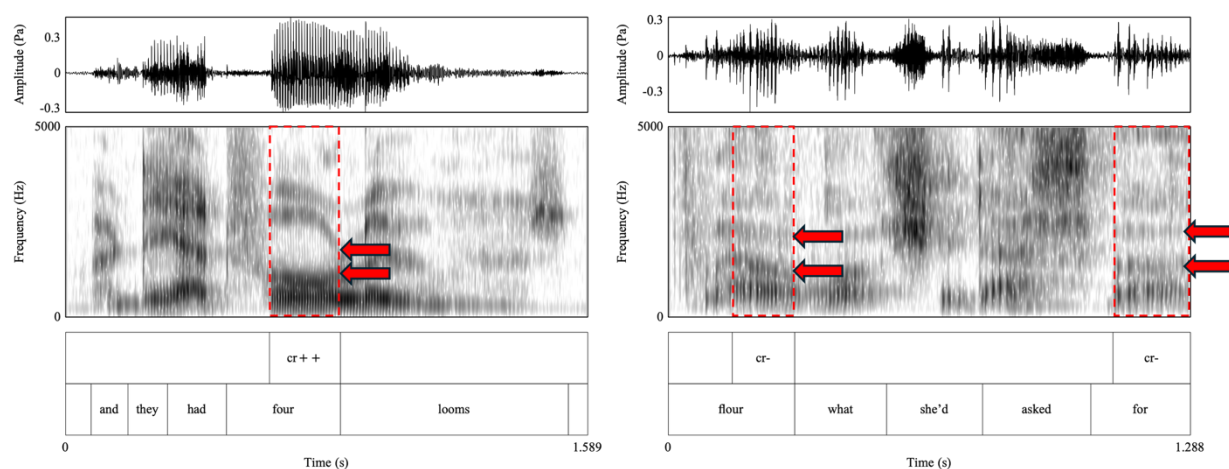 Amplitude (Pa)
0.3
0
-0.3
5000
Frequency (Hz)
0
cr++
and they had four looms
0
1.589
Time (s)
Amplitude (Pa)
0.3
0
-0.3
5000
Frequency (Hz)
0
cr- cr-
flour what she'd asked for
0
1.288
Time (s)